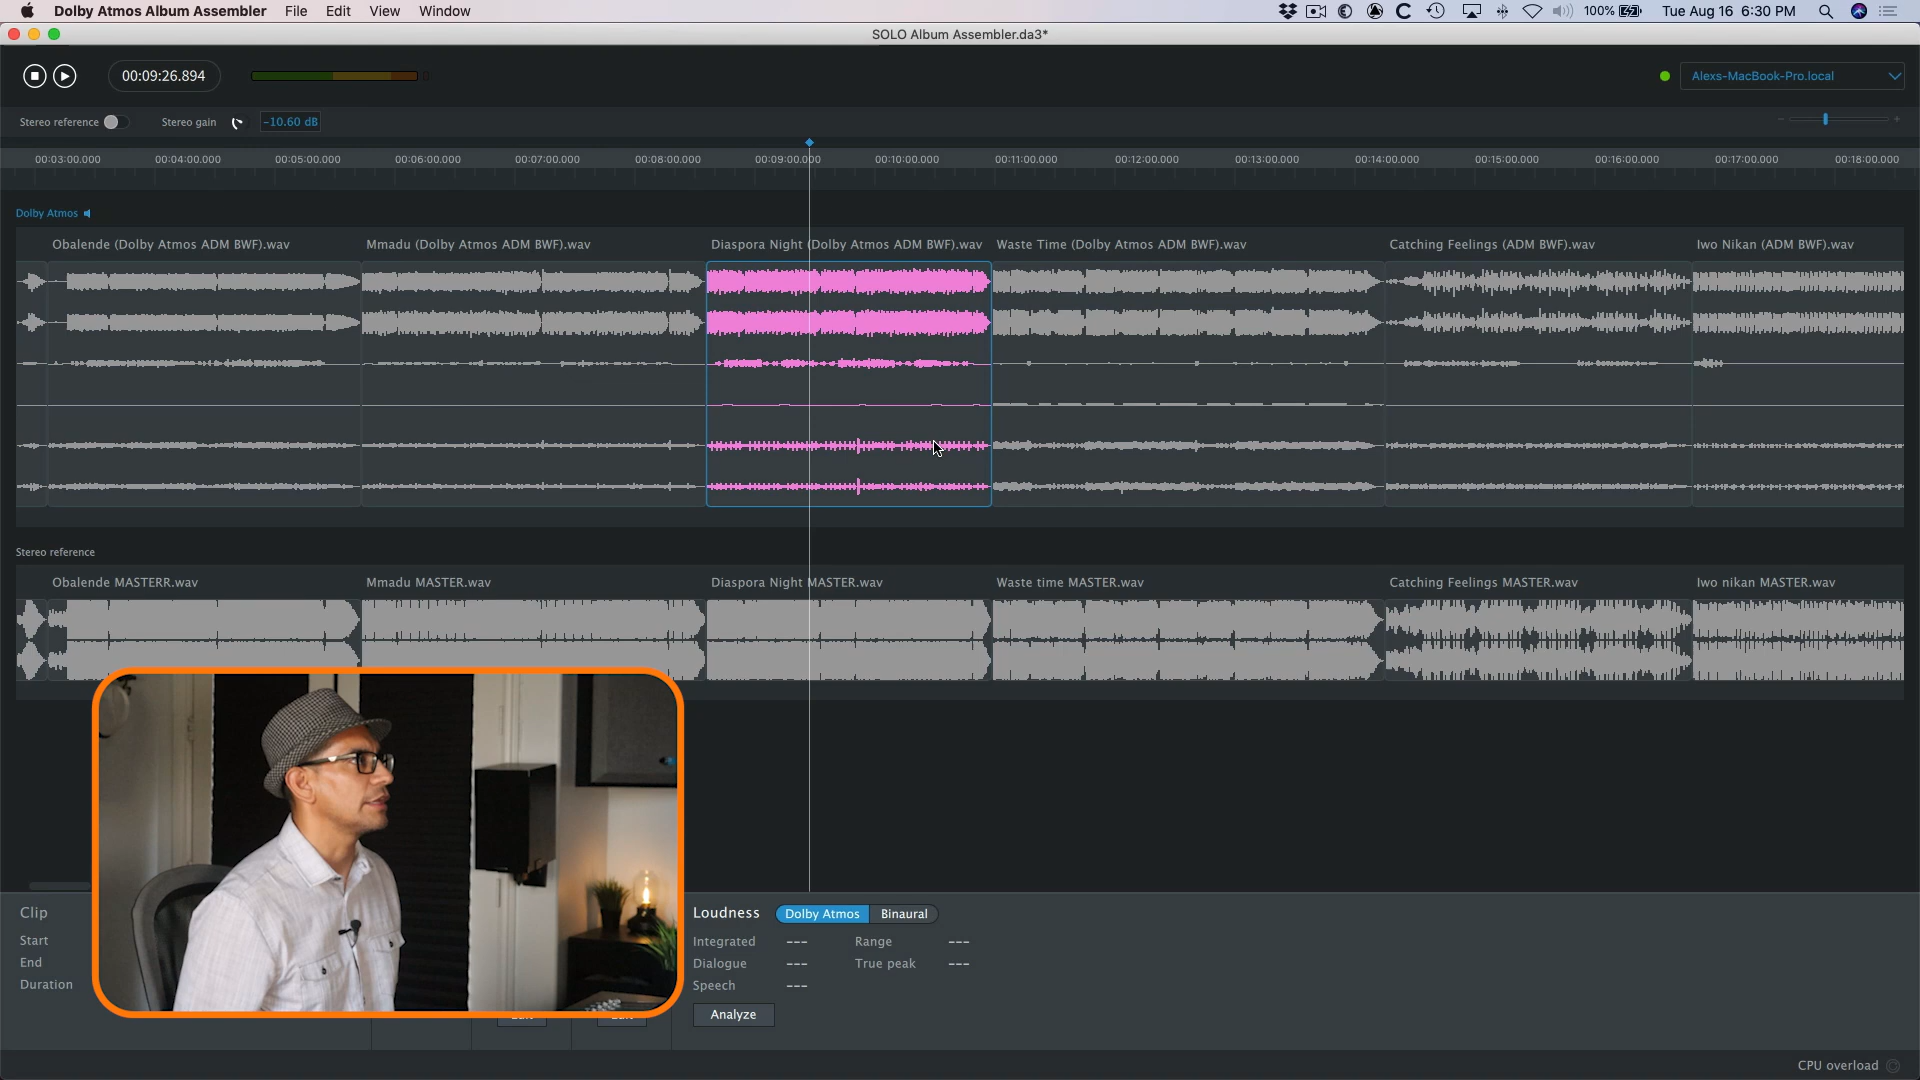 Dolby Atmos Album Assembler File Edit View Window 100% Tue Aug 16 6:30 PM
SOLO Album Assembler.da3*
00:09:26.894 0 Alexs-MacBook-Pro.local
Stereo reference Stereo gain -10.60 dB - +
00:03:00.000 00:04:00.000 00:05:00.000 00:06:00.000 00:07:00.000 00:08:00.000 00:09:00.000 00:10:00.000 00:11:00.000 00:12:00.000 00:13:00.000 00:14:00.000 00:15:00.000 00:16:00.000 00:17:00.000 00:18:00.000
Dolby Atmos
Obalende (Dolby Atmos ADM BWF).wav Mmadu (Dolby Atmos ADM BWF).wav Diaspora Night (Dolby Atmos ADM BWF).wav Waste Time (Dolby Atmos ADM BWF).wav Catching Feelings (ADM BWF).wav Iwo Nikan (ADM BWF).wav
Stereo reference
Obalende MASTERR.wav Mmadu MASTER.wav Diaspora Night MASTER.wav Waste time MASTER.wav Catching Feelings MASTER.wav Iwo nikan MASTER.wav
Clip Loudness Dolby Atmos Binaural
Start Integrated --- Range ---
End Dialogue --- True peak ---
Duration Speech ---
Analyze
CPU overload